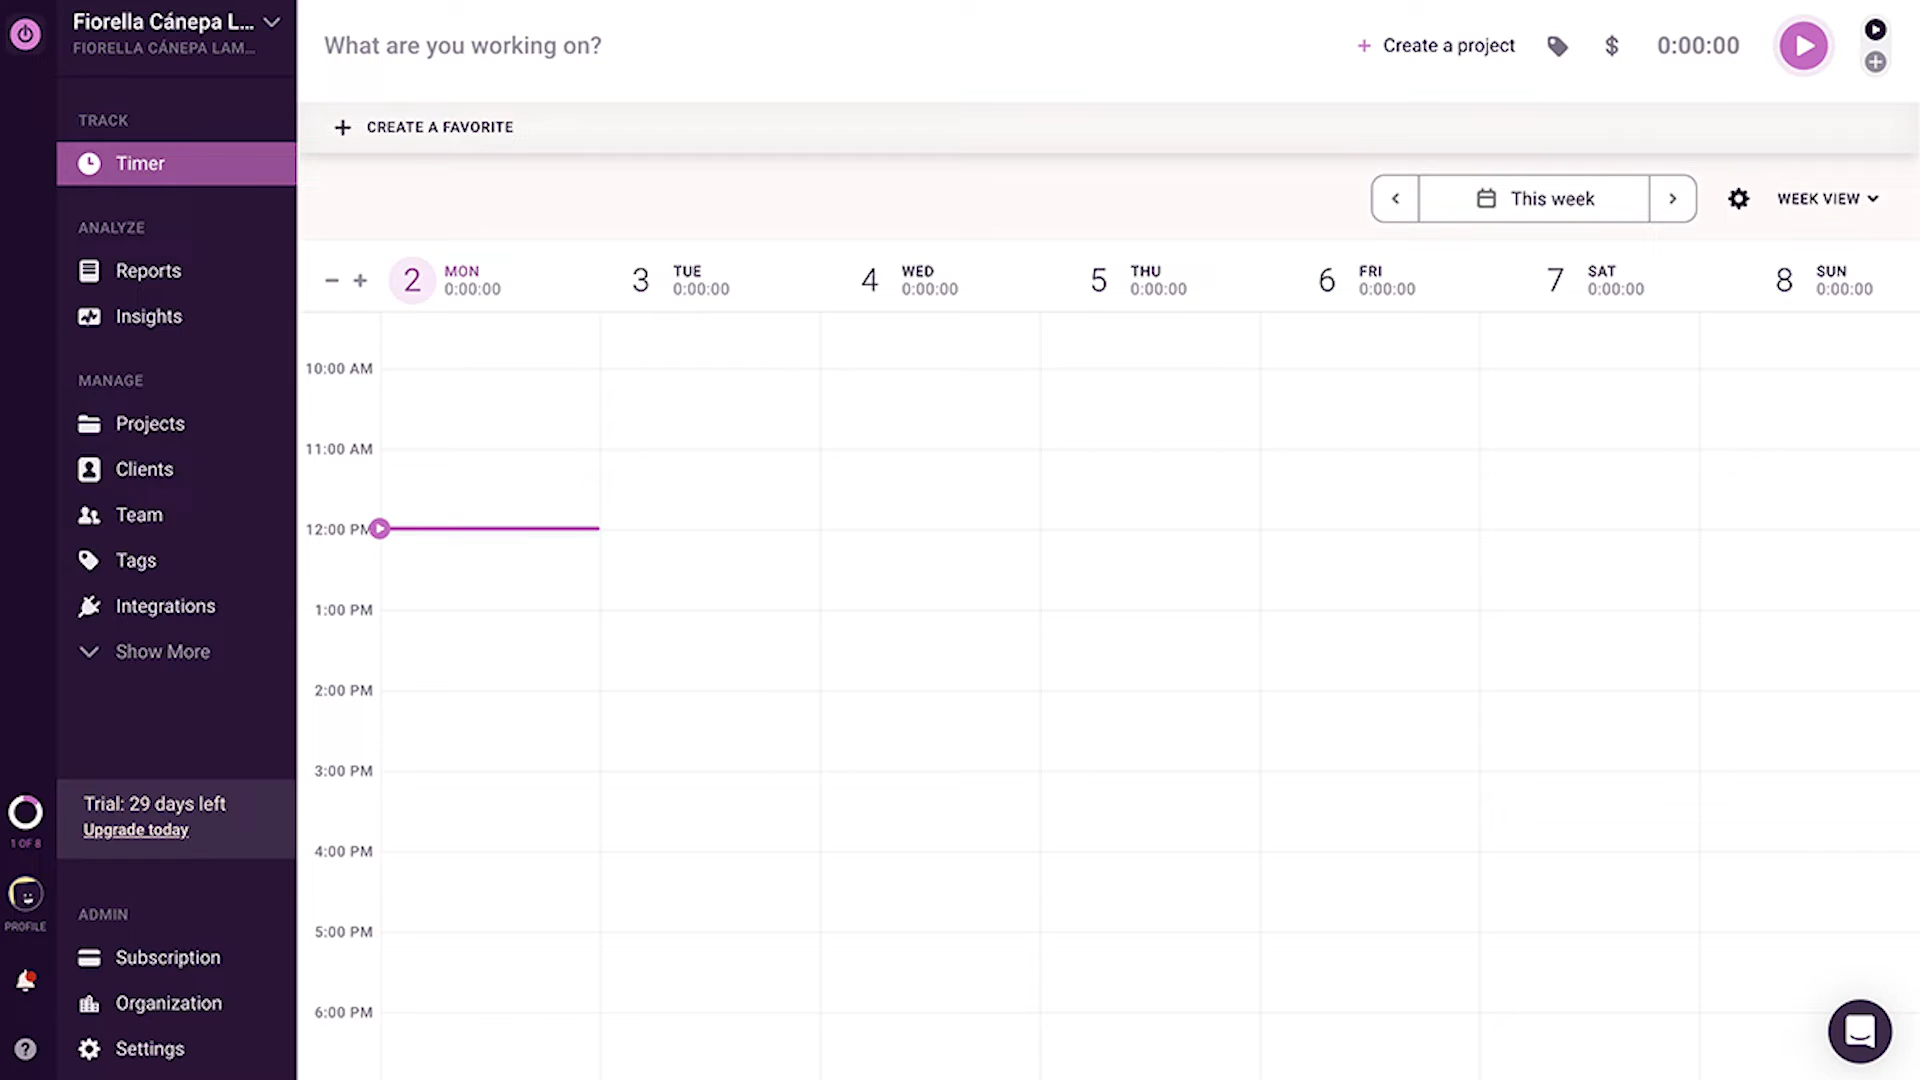 Fiorella Cánepa L...
FIORELLA CÁNEPA LAM...
What are you working on?
+ Create a project
$
0:00:00
TRACK
CREATE A FAVORITE
Timer
This week
WEEK VIEW
ANALYZE
Reports
Insights
2 MON 0:00:00
3 TUE 0:00:00
4 WED 0:00:00
5 THU 0:00:00
6 FRI 0:00:00
7 SAT 0:00:00
8 SUN 0:00:00
MANAGE
Projects
Clients
Team
Tags
Integrations
Show More
10:00 AM
11:00 AM
12:00 PM
1:00 PM
2:00 PM
3:00 PM
4:00 PM
5:00 PM
6:00 PM
Trial: 29 days left
Upgrade today
1 OF 8
PROFILE
ADMIN
Subscription
Organization
Settings